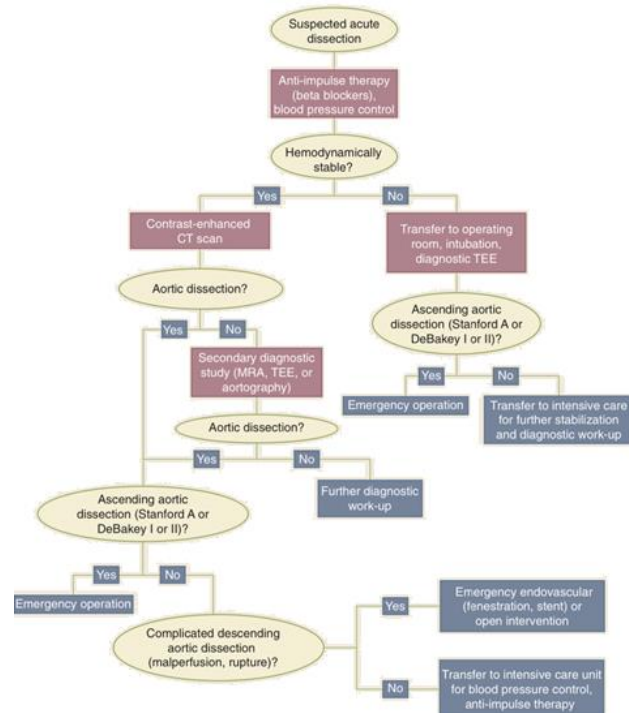 Suspected acute
dissection
Anti-impulse therapy
(beta blockers),
blood pressure control
Hemodynamically
stable?
Yes
No
Contrast-enhanced
CT scan
Transfer to operating
room, intubation,
diagnostic TEE
Aortic dissection?
Ascending aortic
dissection (Stanford A or
DeBakey I or II)?
Yes
No
Secondary diagnostic
study (MRA, TEE, or
aortography)
Yes
No
Emergency operation
Transfer to intensive care
for further stabilization
and diagnostic work-up
Aortic dissection?
Yes
No
Further diagnostic
work-up
Ascending aortic
dissection (Stanford A or
DeBakey I or II)?
Yes
No
Emergency operation
Complicated descending
aortic dissection
(malperfusion, rupture)?
Yes
Emergency endovascular
(fenestration, stent) or
open intervention
No
Transfer to intensive care unit
for blood pressure control,
anti-impulse therapy